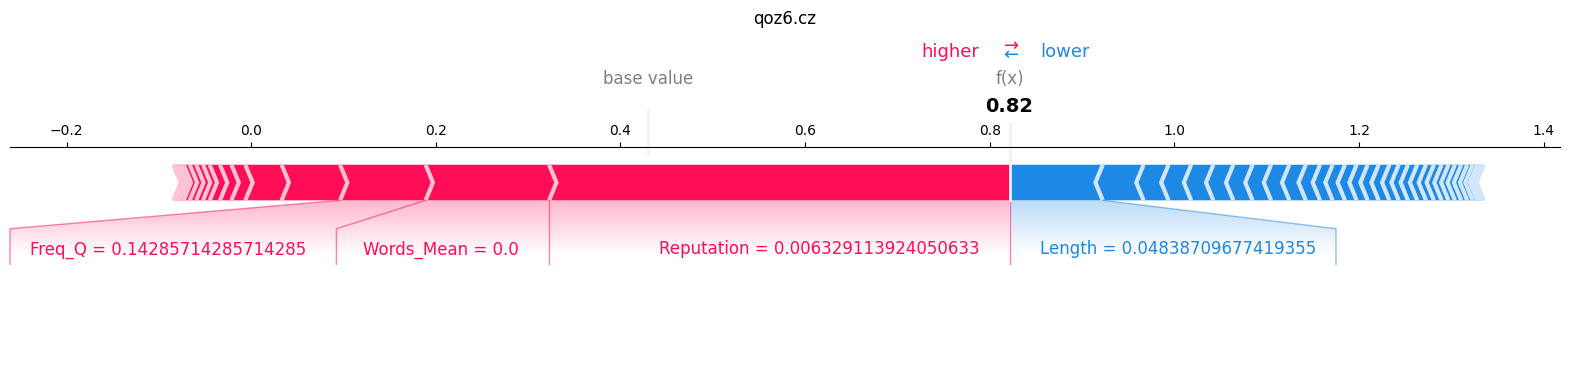 qoz6.cz
higher → ← lower
base value f(x)
0.82
−0.2 0.0 0.2 0.4 0.6 0.8 1.0 1.2 1.4
Freq_Q = 0.14285714285714285 Words_Mean = 0.0 Reputation = 0.006329113924050633 Length = 0.04838709677419355